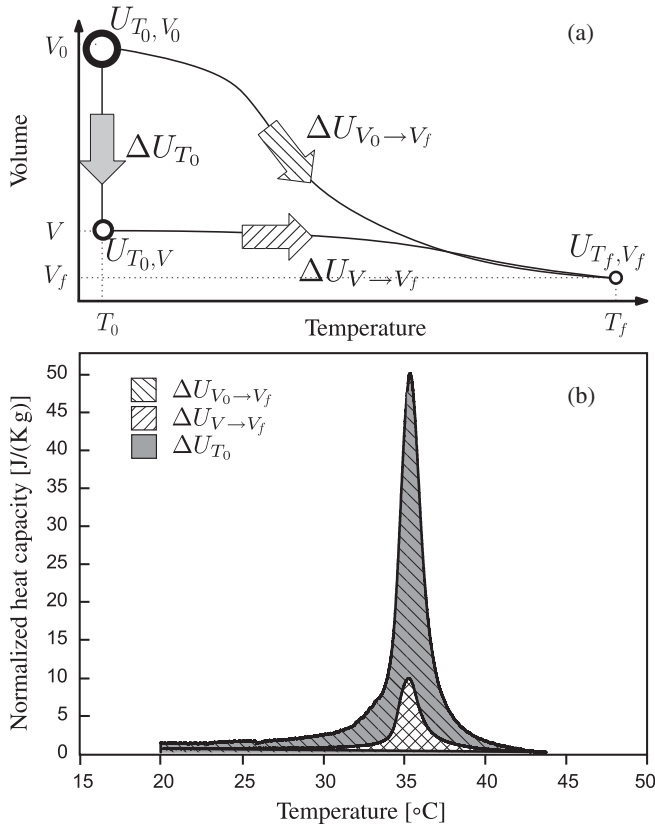 U_{T_0,V_0}
(a)
V_0
ΔU_{V_0→V_f}
ΔU_{T_0}
Volume
V
U_{T_0,V}
U_{T_f,V_f}
ΔU_{V→V_f}
V_f
T_0
Temperature
T_f
50
ΔU_{V_0→V_f}
(b)
45
ΔU_{V→V_f}
40
ΔU_{T_0}
35
30
25
20
15
10
5
0
Normalized heat capacity [J/(Kg)]
15 20 25 30 35 40 45 50
Temperature [∘C]